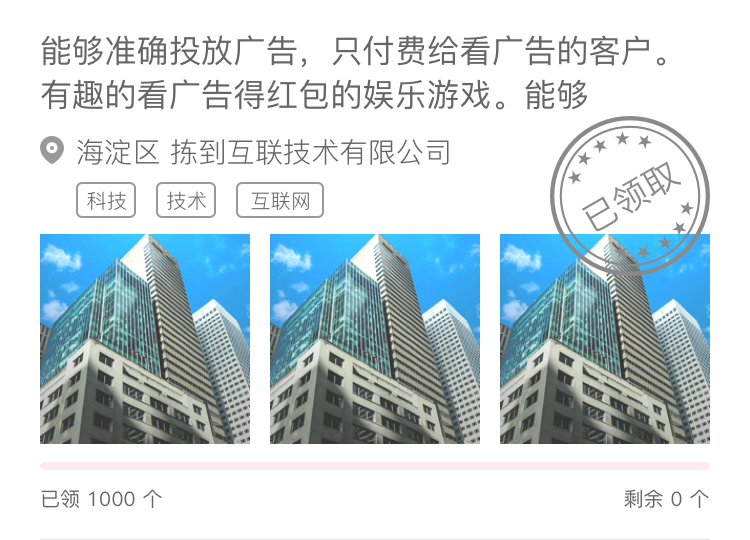 能够准确投放广告，只付费给看广告的客户。
有趣的看广告得红包的娱乐游戏。能够
海淀区 拣到互联技术有限公司
已领取
科技 技术 互联网
已领 1000 个 剩余 0 个